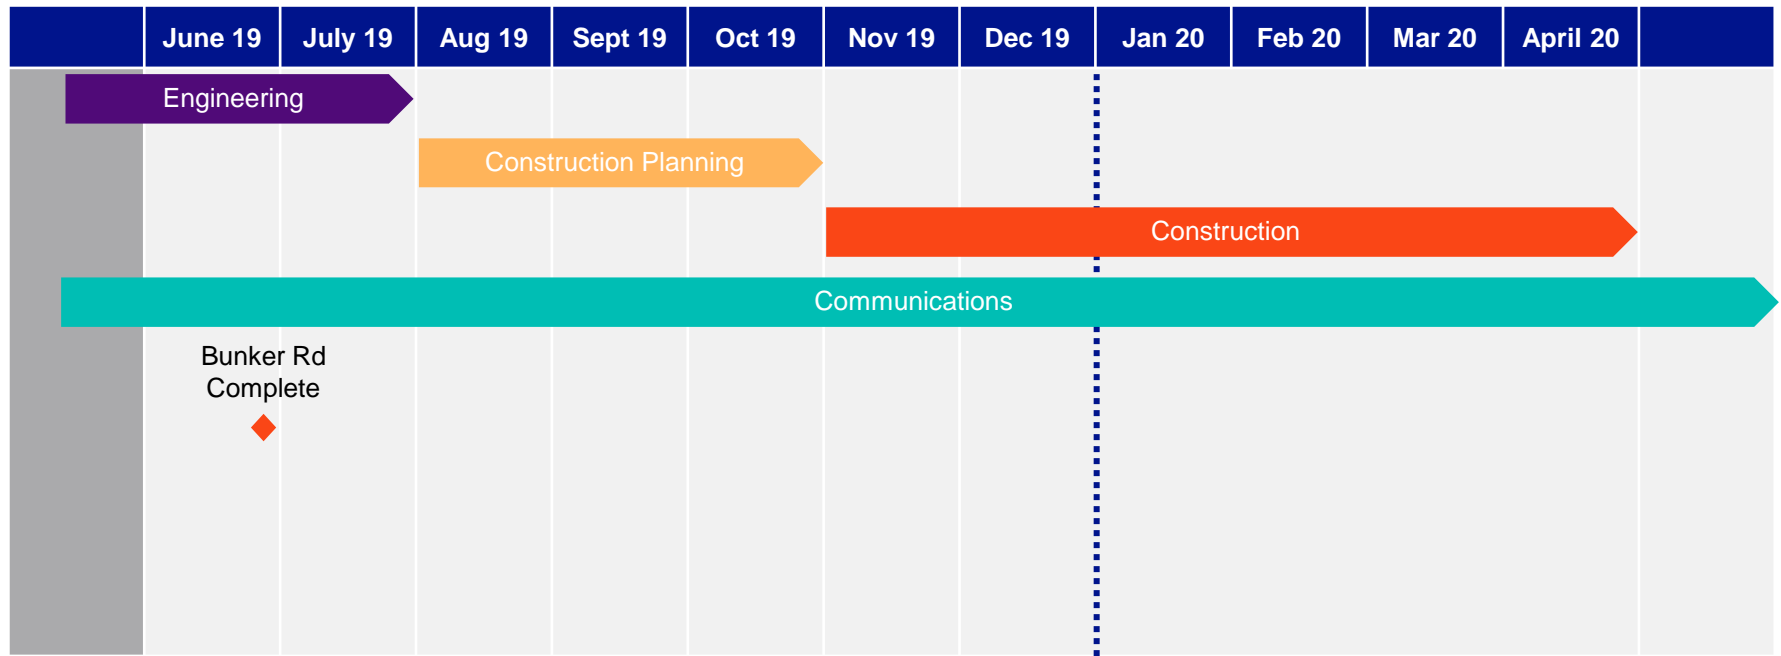 June 19 July 19 Aug 19 Sept 19 Oct 19 Nov 19 Dec 19 Jan 20 Feb 20 Mar 20 April 20
Engineering
Construction Planning
Construction
Communications
Bunker Rd
Complete